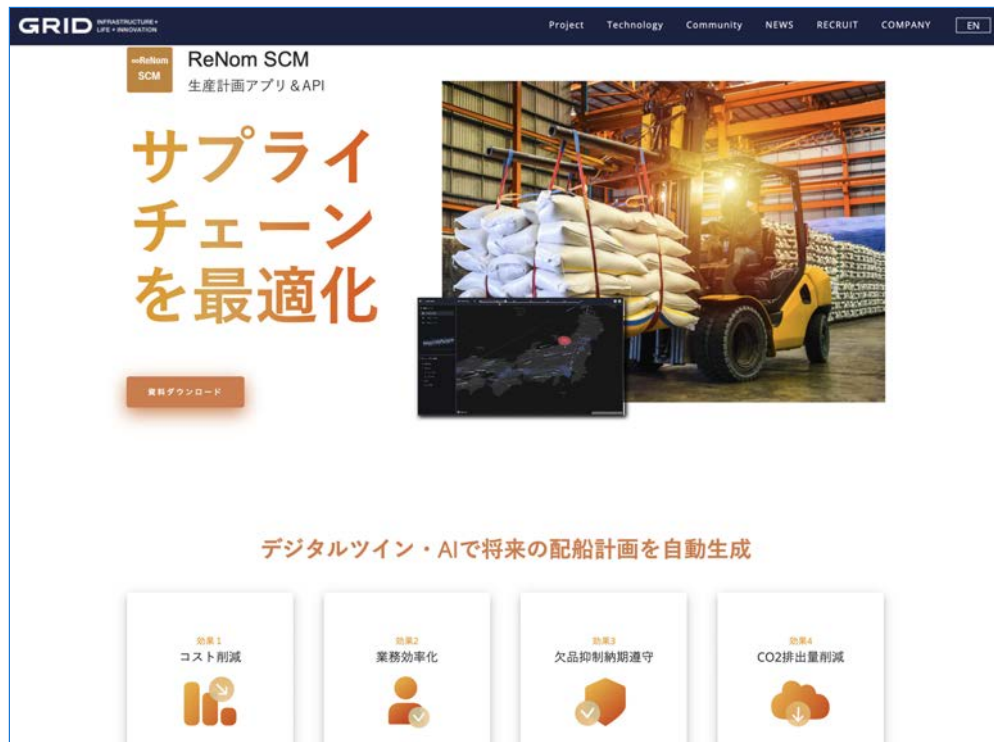 GRID INFRASTRUCTURE+
LIFE + INNOVATION
Project Technology Community NEWS RECRUIT COMPANY EN
∞ReNom
SCM
ReNom SCM
生産計画アプリ&API
サプライ
チェーン
を最適化
資料ダウンロード
デジタルツイン・AIで将来の配船計画を自動生成
効果1
コスト削減
効果2
業務効率化
効果3
欠品抑制納期遵守
効果4
CO2排出量削減